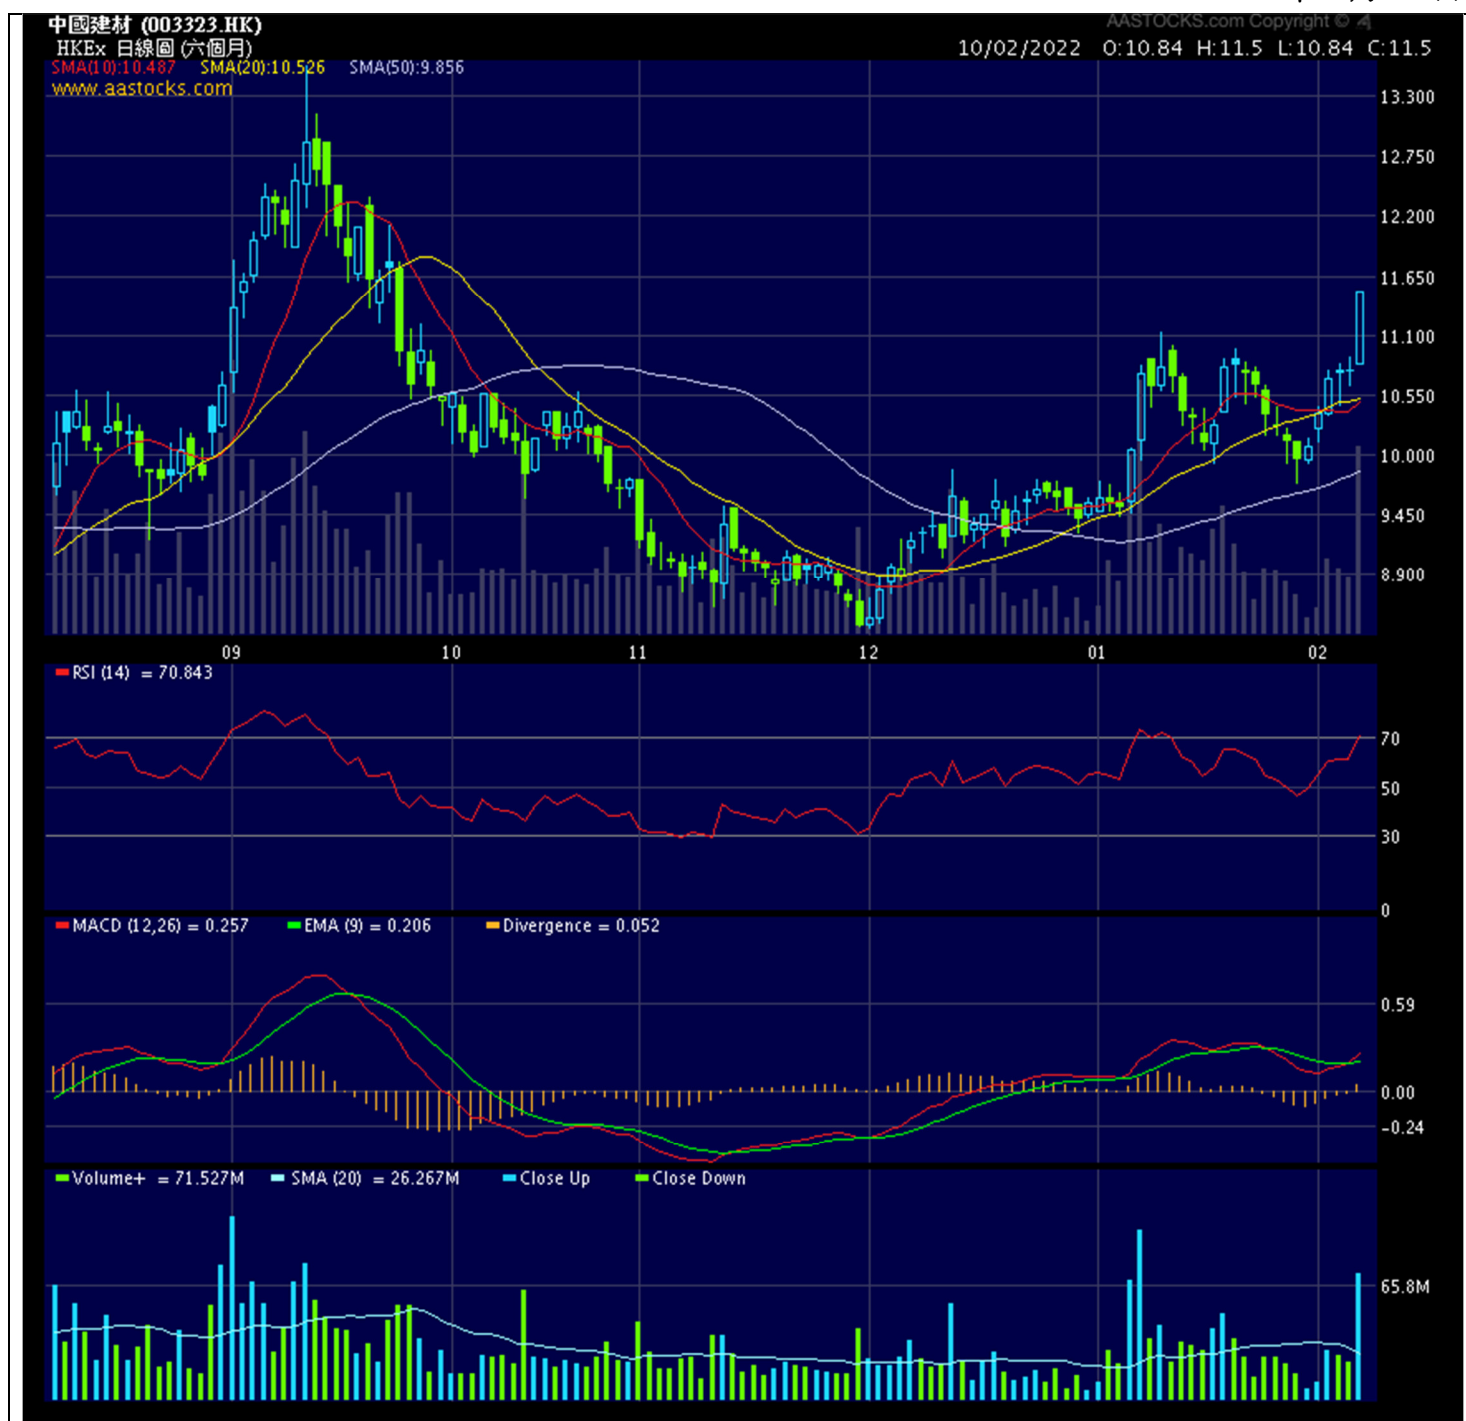 AASTOCKS.com Copyright ©
中國建材 (003323.HK)
HKEx 日線圖 (六個月)
10/02/2022 O:10.84 H:11.5 L:10.84 C:11.5
SMA(10):10.487 SMA(20):10.526 SMA(50):9.856
www.aastocks.com
13.300
12.750
12.200
11.650
11.100
10.550
10.000
9.450
8.900
09 10 11 12 01 02
RSI (14) = 70.843
70
50
30
0
MACD (12,26) = 0.257 EMA (9) = 0.206 Divergence = 0.052
0.59
0.00
-0.24
Volume+ = 71.527M SMA (20) = 26.267M Close Up Close Down
65.8M